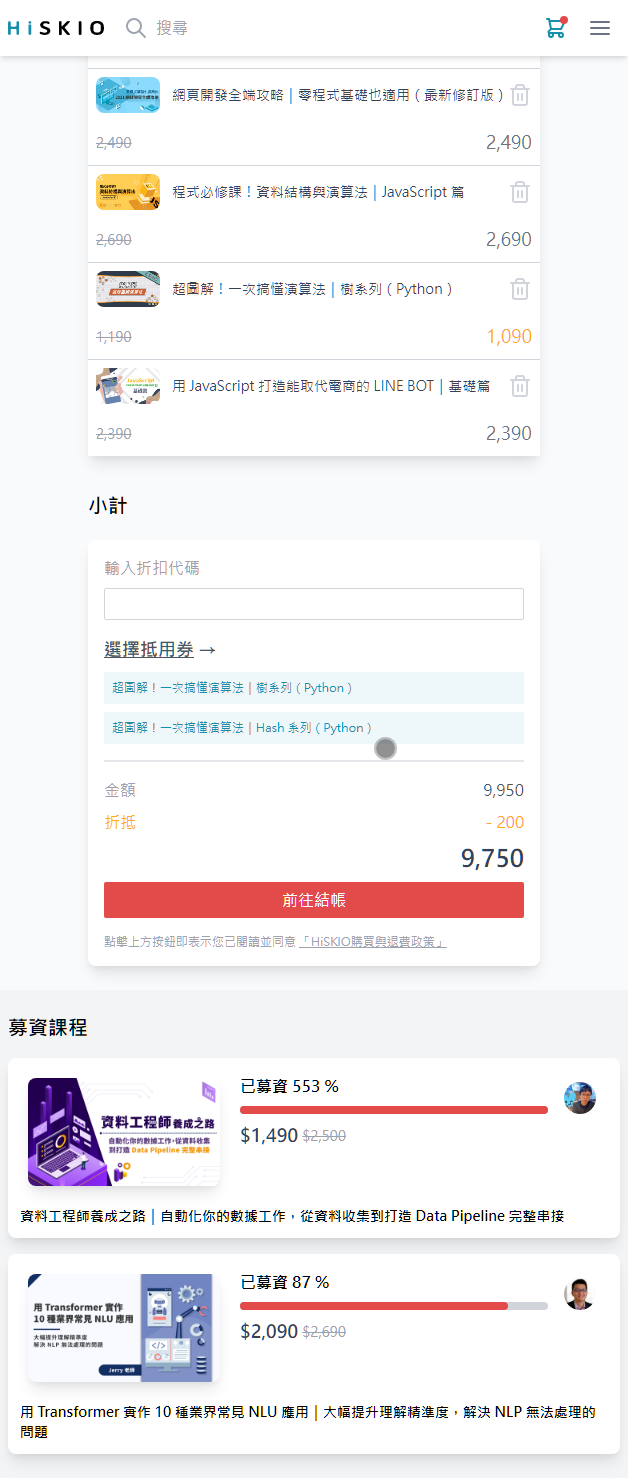 HiSKIO
搜尋
網頁開發全端攻略｜零程式基礎也適用（最新修訂版）
2,490 2,490
程式必修課！資料結構與演算法｜JavaScript 篇
2,690 2,690
超圖解！一次搞懂演算法｜樹系列（Python）
1,190 1,090
用 JavaScript 打造能取代電商的 LINE BOT｜基礎篇
2,390 2,390
小計
輸入折扣代碼
選擇抵用券 →
超圖解！一次搞懂演算法｜樹系列（Python）
超圖解！一次搞懂演算法｜Hash 系列（Python）
金額 9,950
折抵 - 200
9,750
前往結帳
點擊上方按鈕即表示您已閱讀並同意 「HiSKIO購買與退費政策」
募資課程
資料工程師養成之路
自動化你的數據工作，從資料收集
到打造 Data Pipeline 完整串接
已募資 553 %
$1,490 $2,500
資料工程師養成之路｜自動化你的數據工作，從資料收集到打造 Data Pipeline 完整串接
用 Transformer 實作
10 種業界常見 NLU 應用
大幅提升理解精準度
解決 NLP 無法處理的問題
Jerry 老師
已募資 87 %
$2,090 $2,690
用 Transformer 實作 10 種業界常見 NLU 應用｜大幅提升理解精準度，解決 NLP 無法處理的
問題